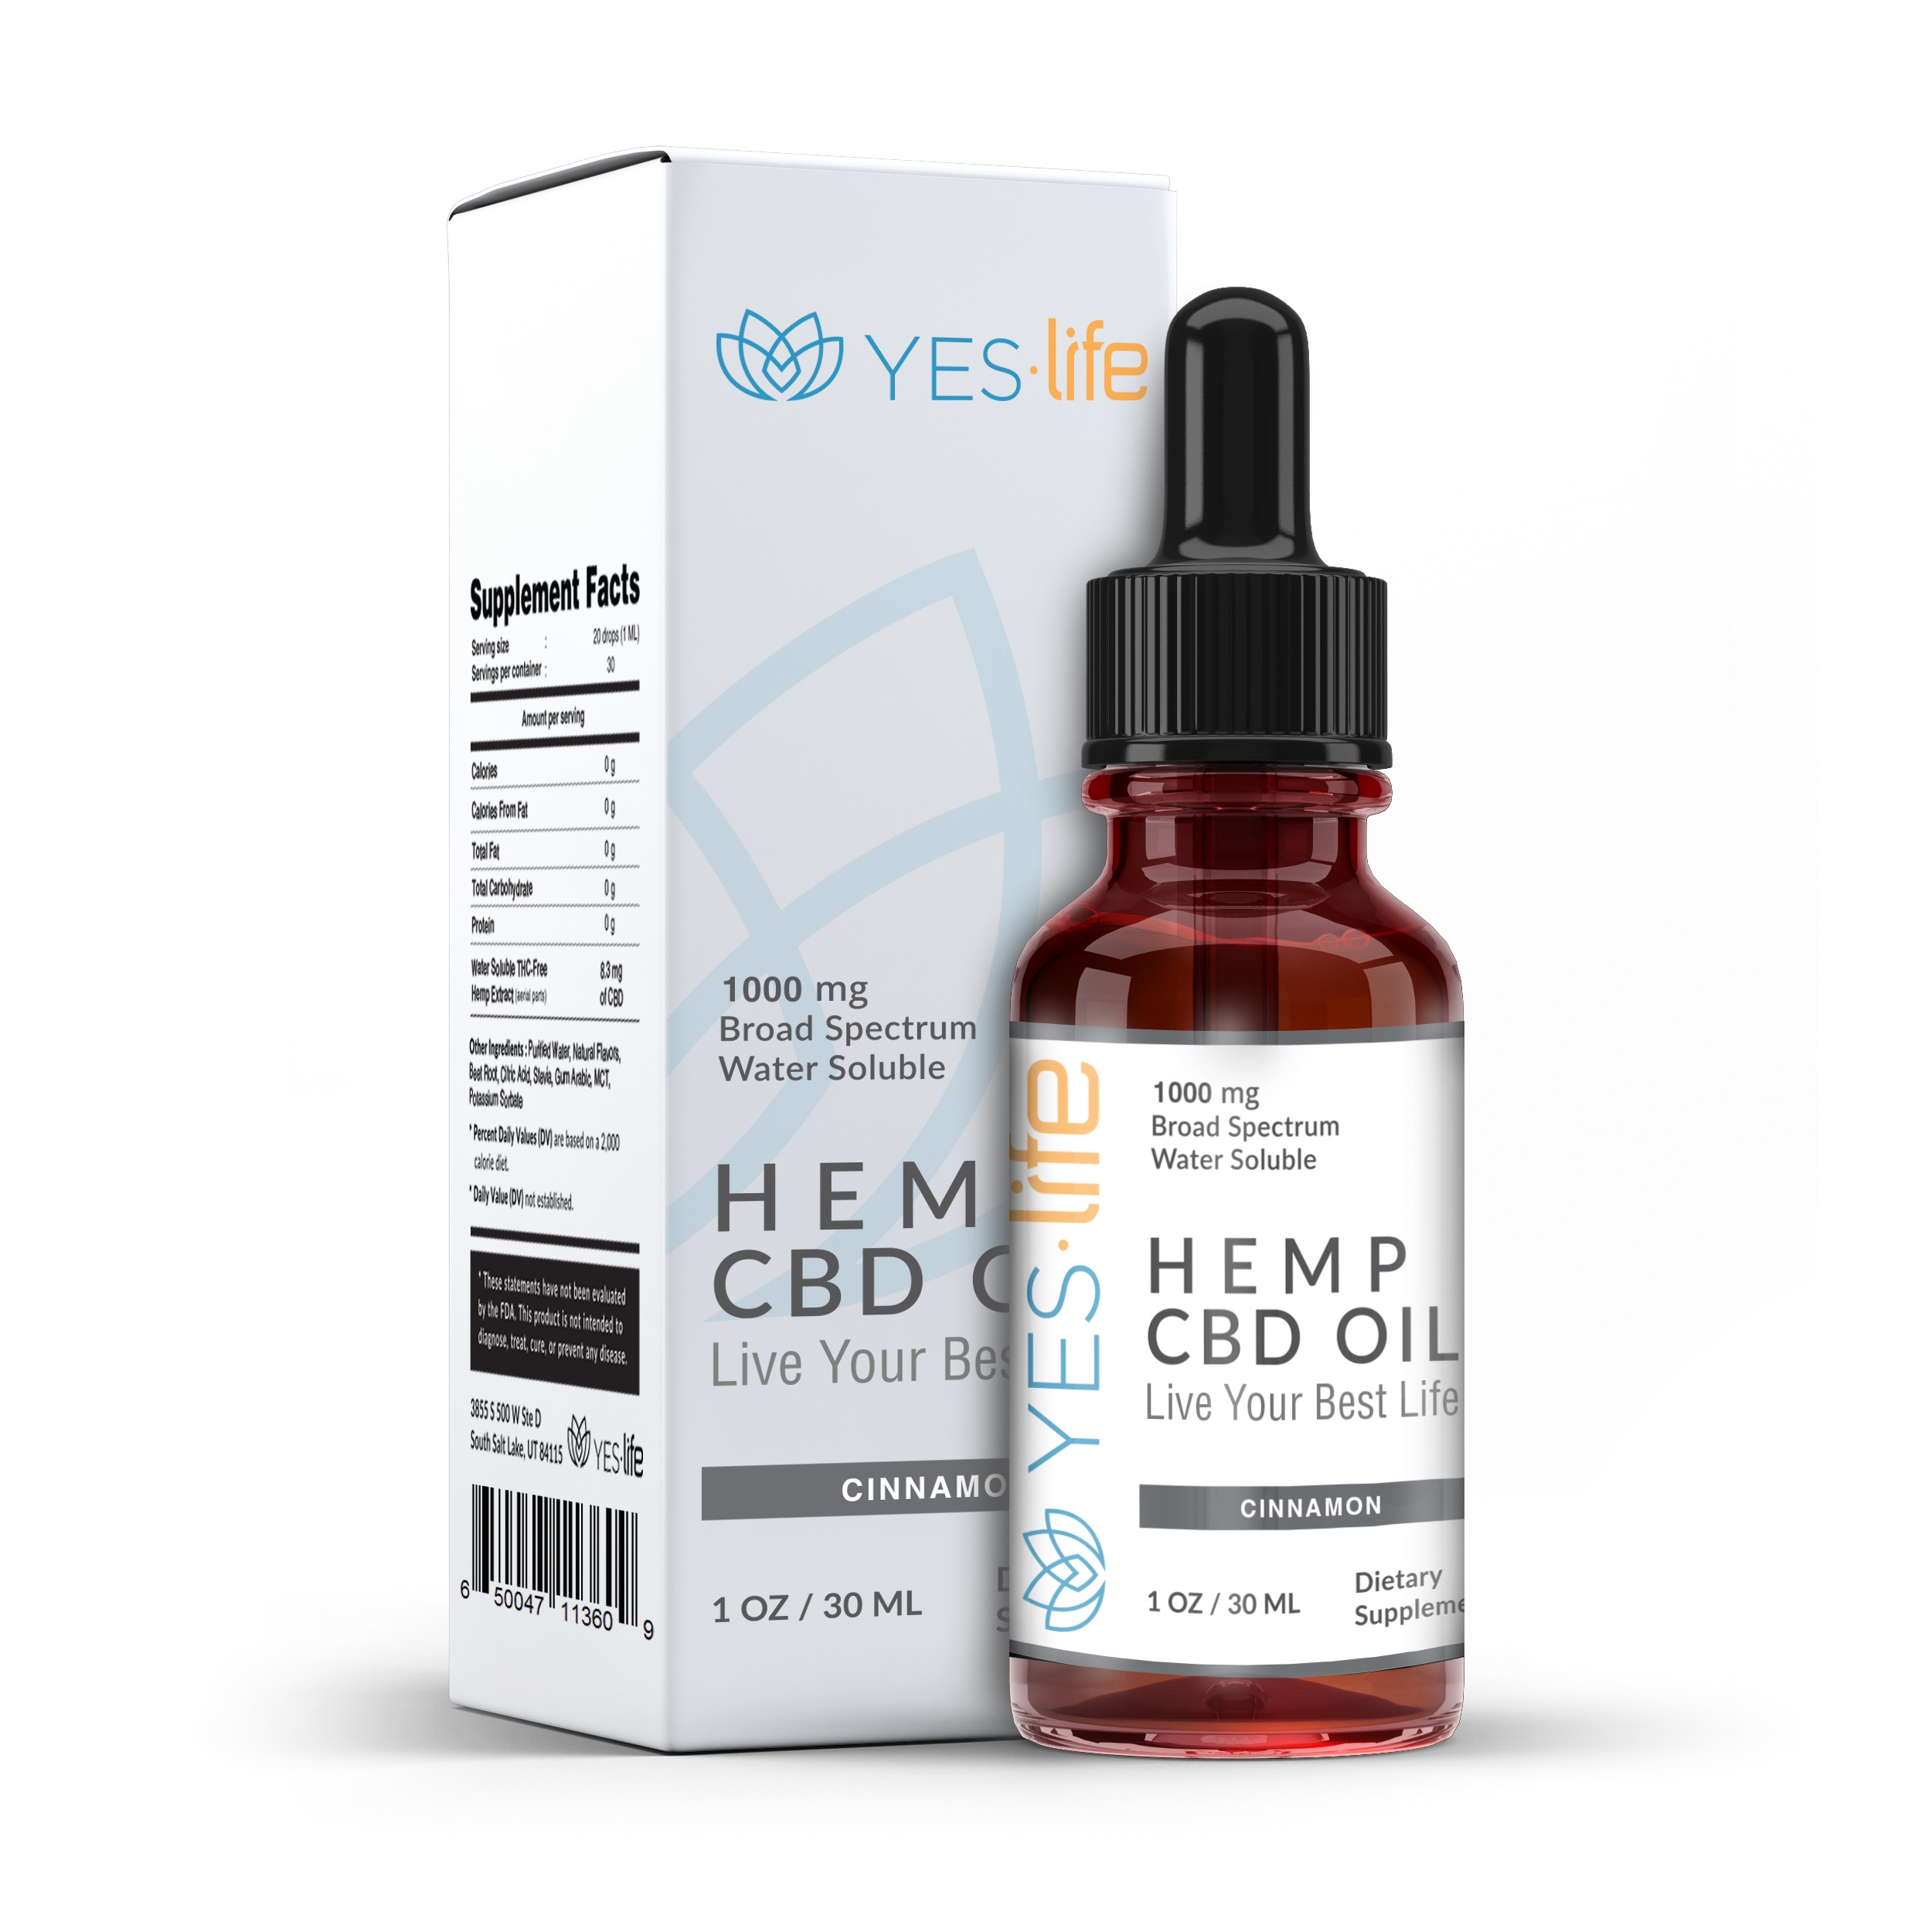 YES·life
1000 mg
Broad Spectrum
Water Soluble
HEM
CBD O
Live Your Bes
CINNAMO
1 OZ / 30 ML
Supplement Facts
Serving size : 20 drops (1 ML)
Servings per container : 30
Amount per serving
Calories 0 g
Calories From Fat 0 g
Total Fat 0 g
Total Carbohydrate 0 g
Protein 0 g
Water Soluble THC-Free 8.3 mg
Hemp Extract (aerial parts) of CBD
Other Ingredients : Purified Water, Natural Flavors,
Beet Root, Citric Acid, Stevia, Gum Arabic, MCT,
Potassium Sorbate
* Percent Daily Values (DV) are based on a 2,000
calorie diet.
* Daily Value (DV) not established.
* These statements have not been evaluated
by the FDA. This product is not intended to
diagnose, treat, cure, or prevent any disease.
3855 S 500 W Ste D
South Salt Lake, UT 84115
YES·life
6 50047 11360 9
YES·life
1000 mg
Broad Spectrum
Water Soluble
HEMP
CBD OIL
Live Your Best Life
CINNAMON
1 OZ / 30 ML
Dietary
Suppleme